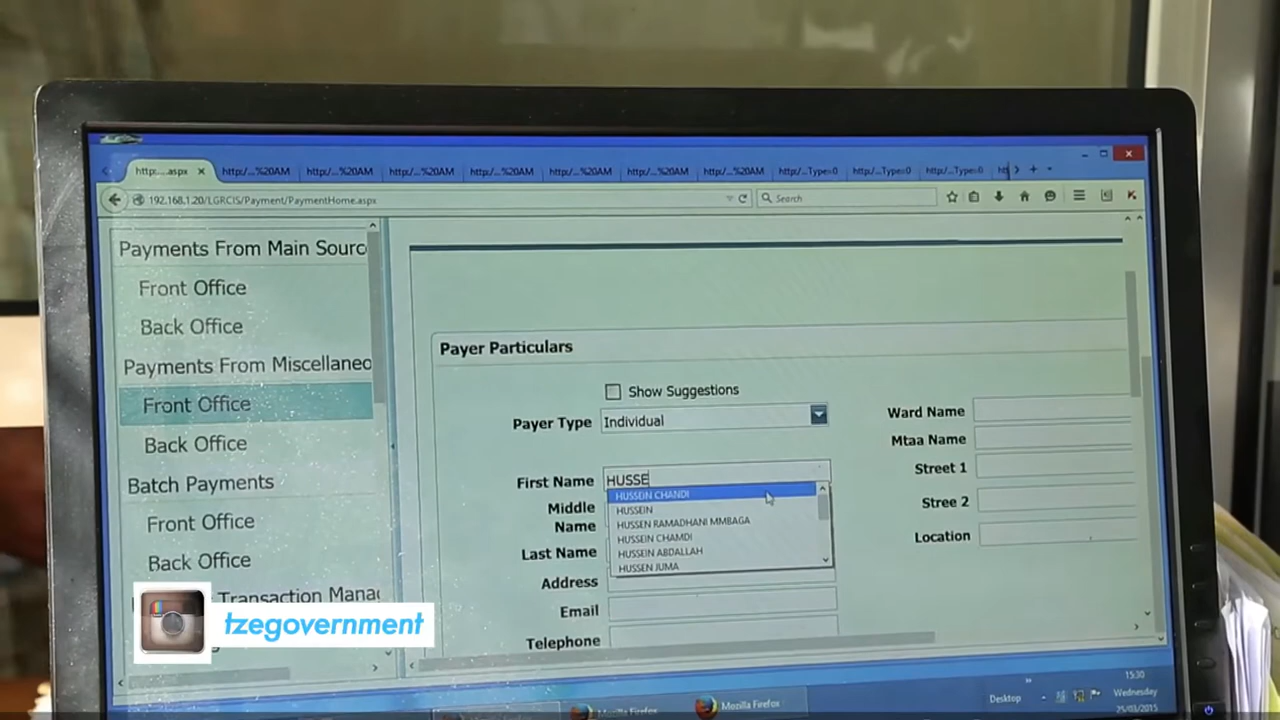 http:/...aspx
http:/...%20AM
http:/...%20AM
http:/...%20AM
http:/...%20AM
http:/...%20AM
http:/...%20AM
http:/...%20AM
http:/...Type=0
http:/...Type=0
http:/...Type=0
192.168.1.20/LGRCIS/Payment/PaymentHome.aspx
Search
Payments From Main Sourc
Front Office
Back Office
Payments From Miscellaneo
Front Office
Back Office
Batch Payments
Front Office
Back Office
Transaction Manag
Payer Particulars
Show Suggestions
Payer Type Individual
First Name HUSSE
HUSSEIN CHANDI
HUSSEIN
HUSSEN RAMADHANI MMBAGA
HUSSEIN CHAMDI
HUSSEIN ABDALLAH
HUSSEN JUMA
Middle
Name
Last Name
Address
Email
Telephone
Ward Name
Mtaa Name
Street 1
Stree 2
Location
tzegovernment
Mozilla Firefox
Mozilla Firefox
Desktop
15:30
Wednesday
25/03/2015